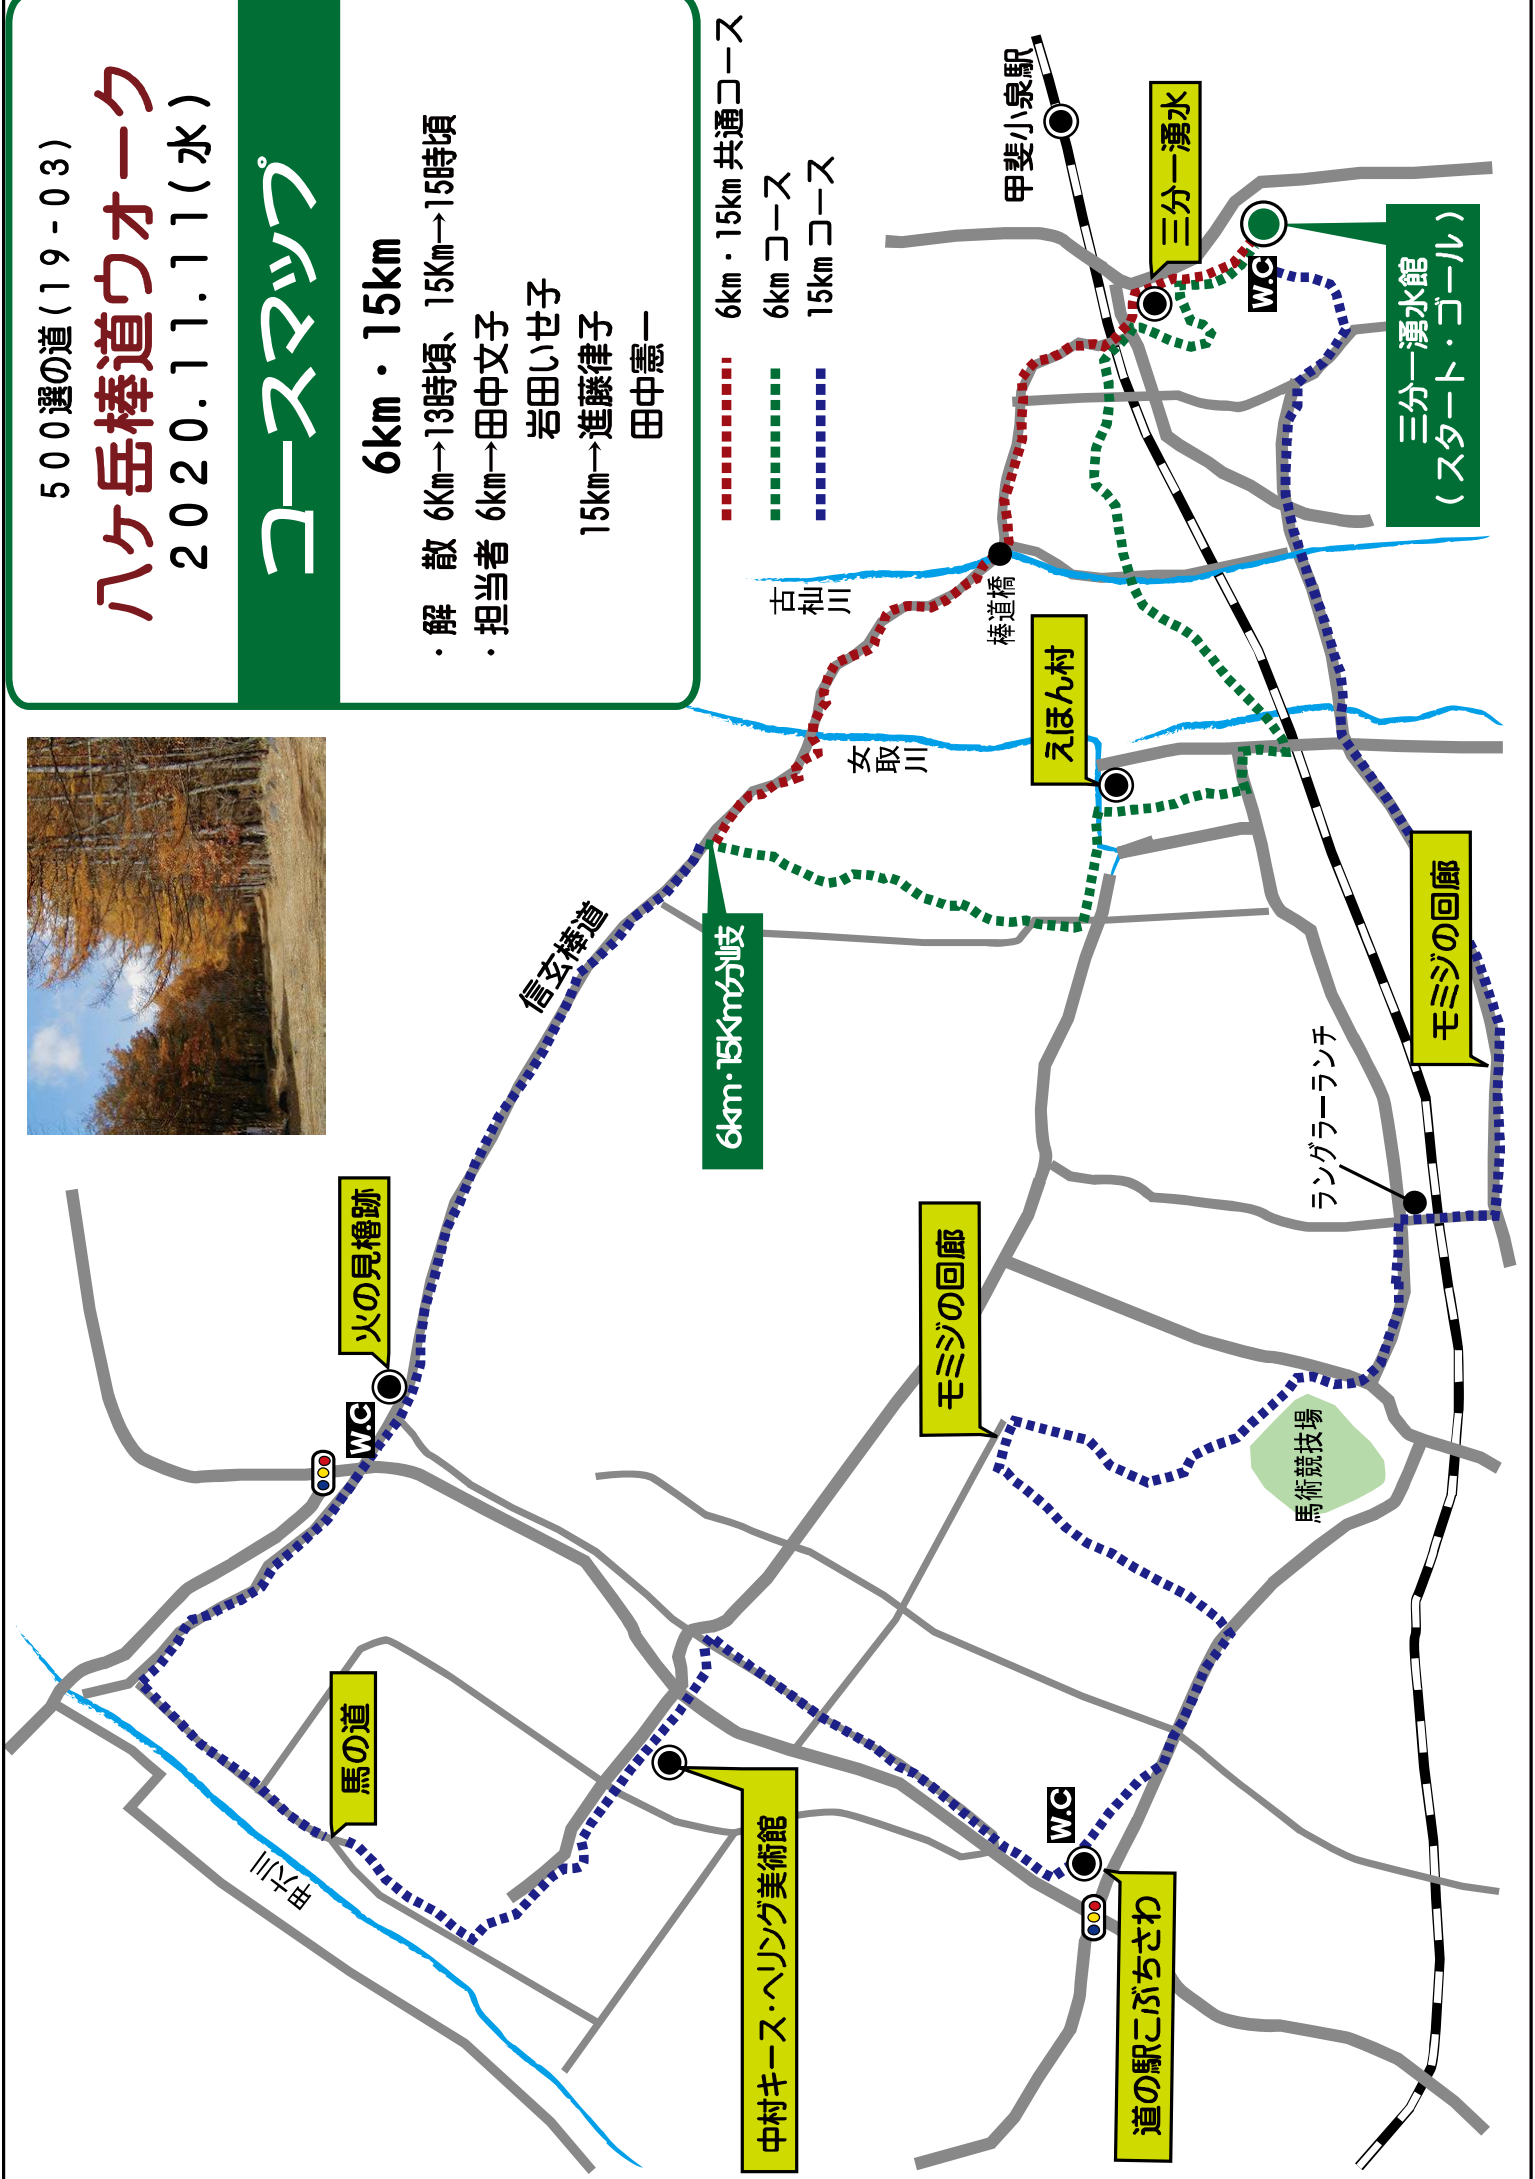 500選の道(19-03)
八ヶ岳棒道ウォーク
2020.11.11(水)
コースマップ
6km・15km
・解　散 6Km→13時頃、15Km→15時頃
・担当者 6km→田中文子
岩田いせ子
15km→進藤律子
田中憲一
6km・15km 共通コース
6km コース
15km コース
甲斐小泉駅
三分一湧水
W.C
三分一湧水館
(スタート・ゴール)
古杣川
棒道橋
女取川
えほん村
信玄棒道
6km・15Km分岐
モミジの回廊
ラングラーランチ
火の見櫓跡
W.C
モミジの回廊
馬術競技場
馬の道
甲六川
中村キース・ヘリング美術館
W.C
道の駅こぶちさわ